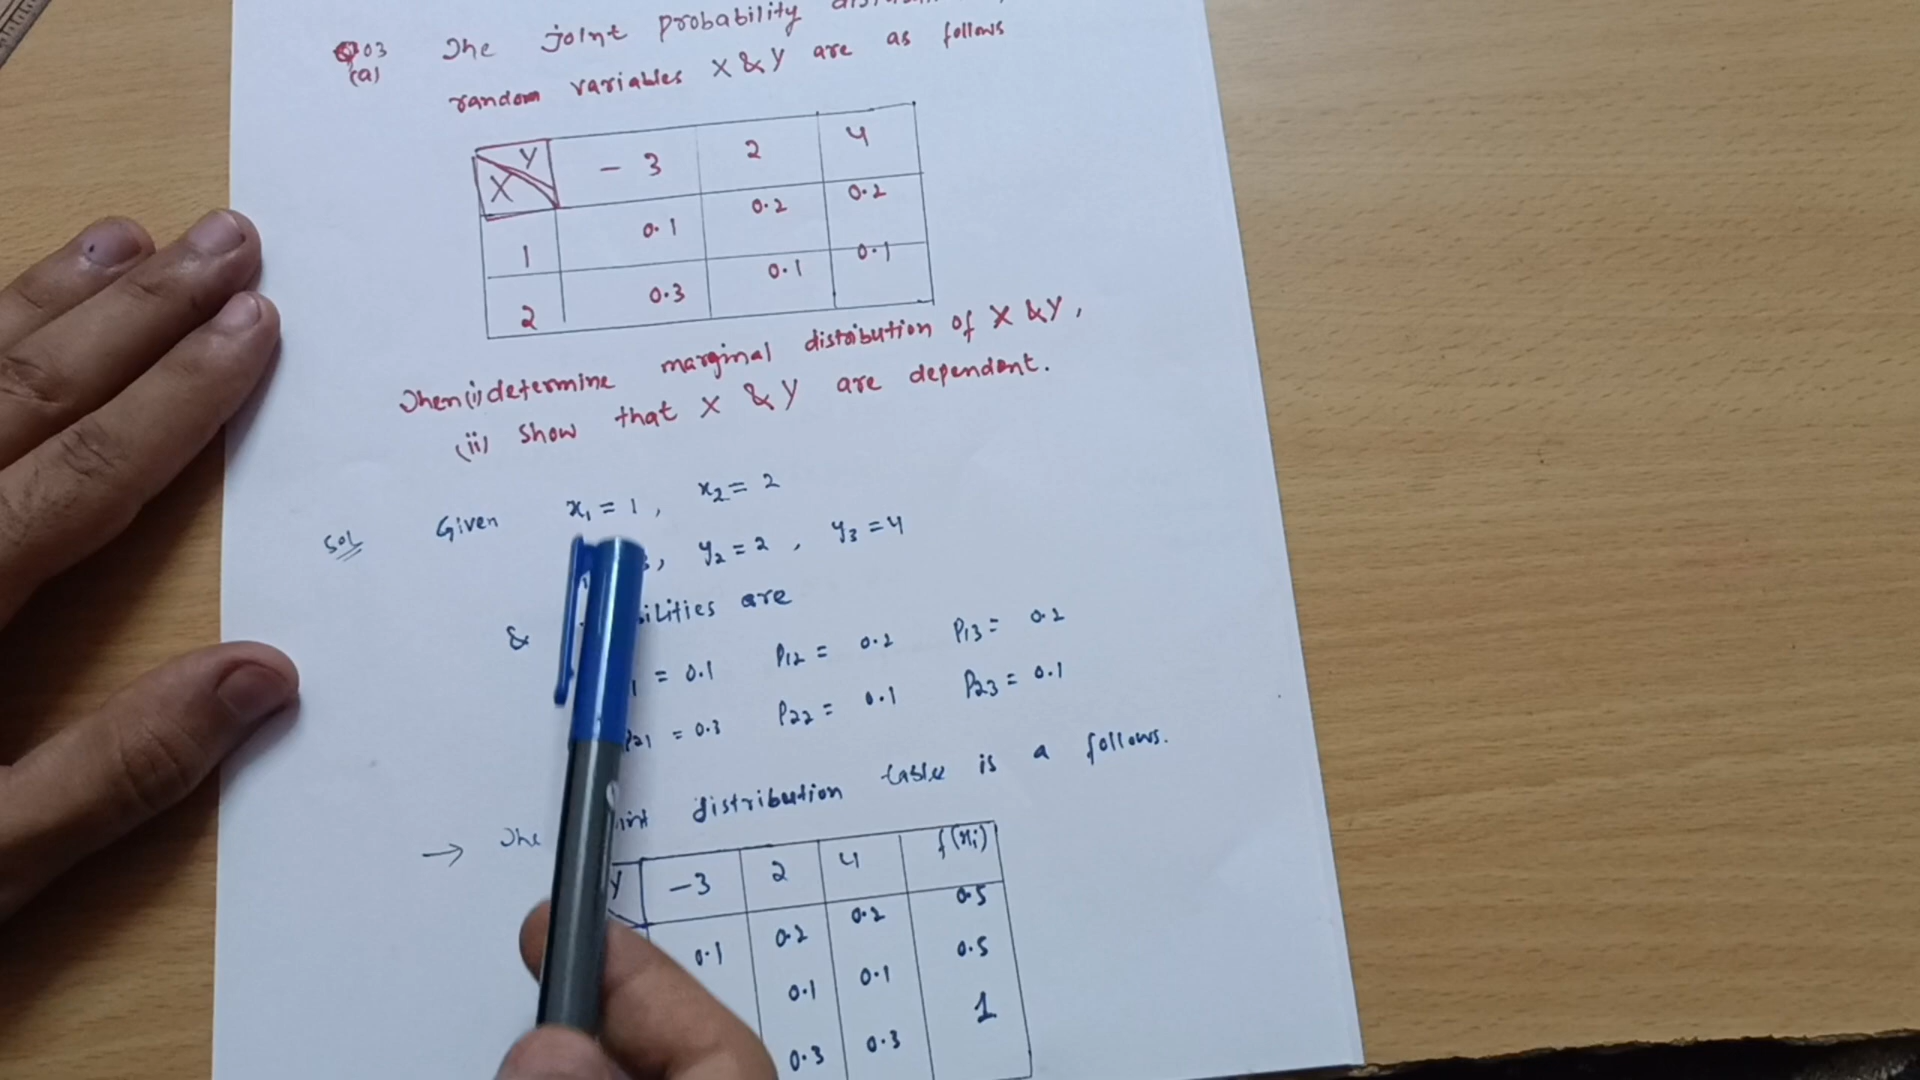 Q03 The joint probability
(a)
random variables X & Y are as follows
Y -3 2 4
X
1 0.1 0.2 0.2
2 0.3 0.1 0.1
Then (i) determine marginal distribution of X & Y,
(ii) show that X & Y are dependent.
Sol Given x₁ = 1, x₂ = 2
, y₂ = 2, y₃ = 4
& are
= 0.1 P₁₂ = 0.2 P₁₃ = 0.2
P₂₁ = 0.3 P₂₂ = 0.1 P₂₃ = 0.1
→ The distribution table is a follows.
Y -3 2 4 f(xᵢ)
0.1 0.2 0.2 0.5
0.1 0.1 0.5
0.3 0.3 1